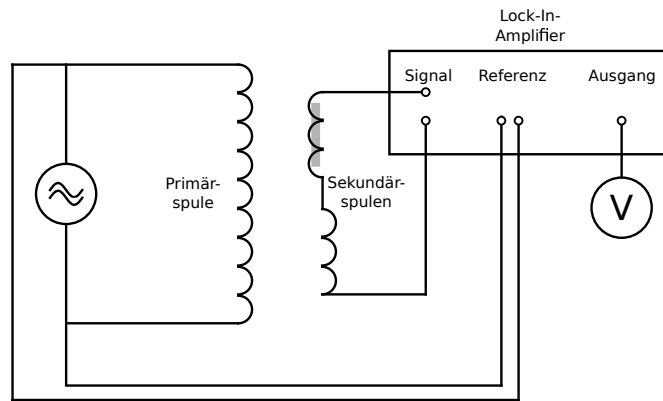 Lock-In-
Amplifier
Signal Referenz Ausgang
Primär-
spule
Sekundär-
spulen
V